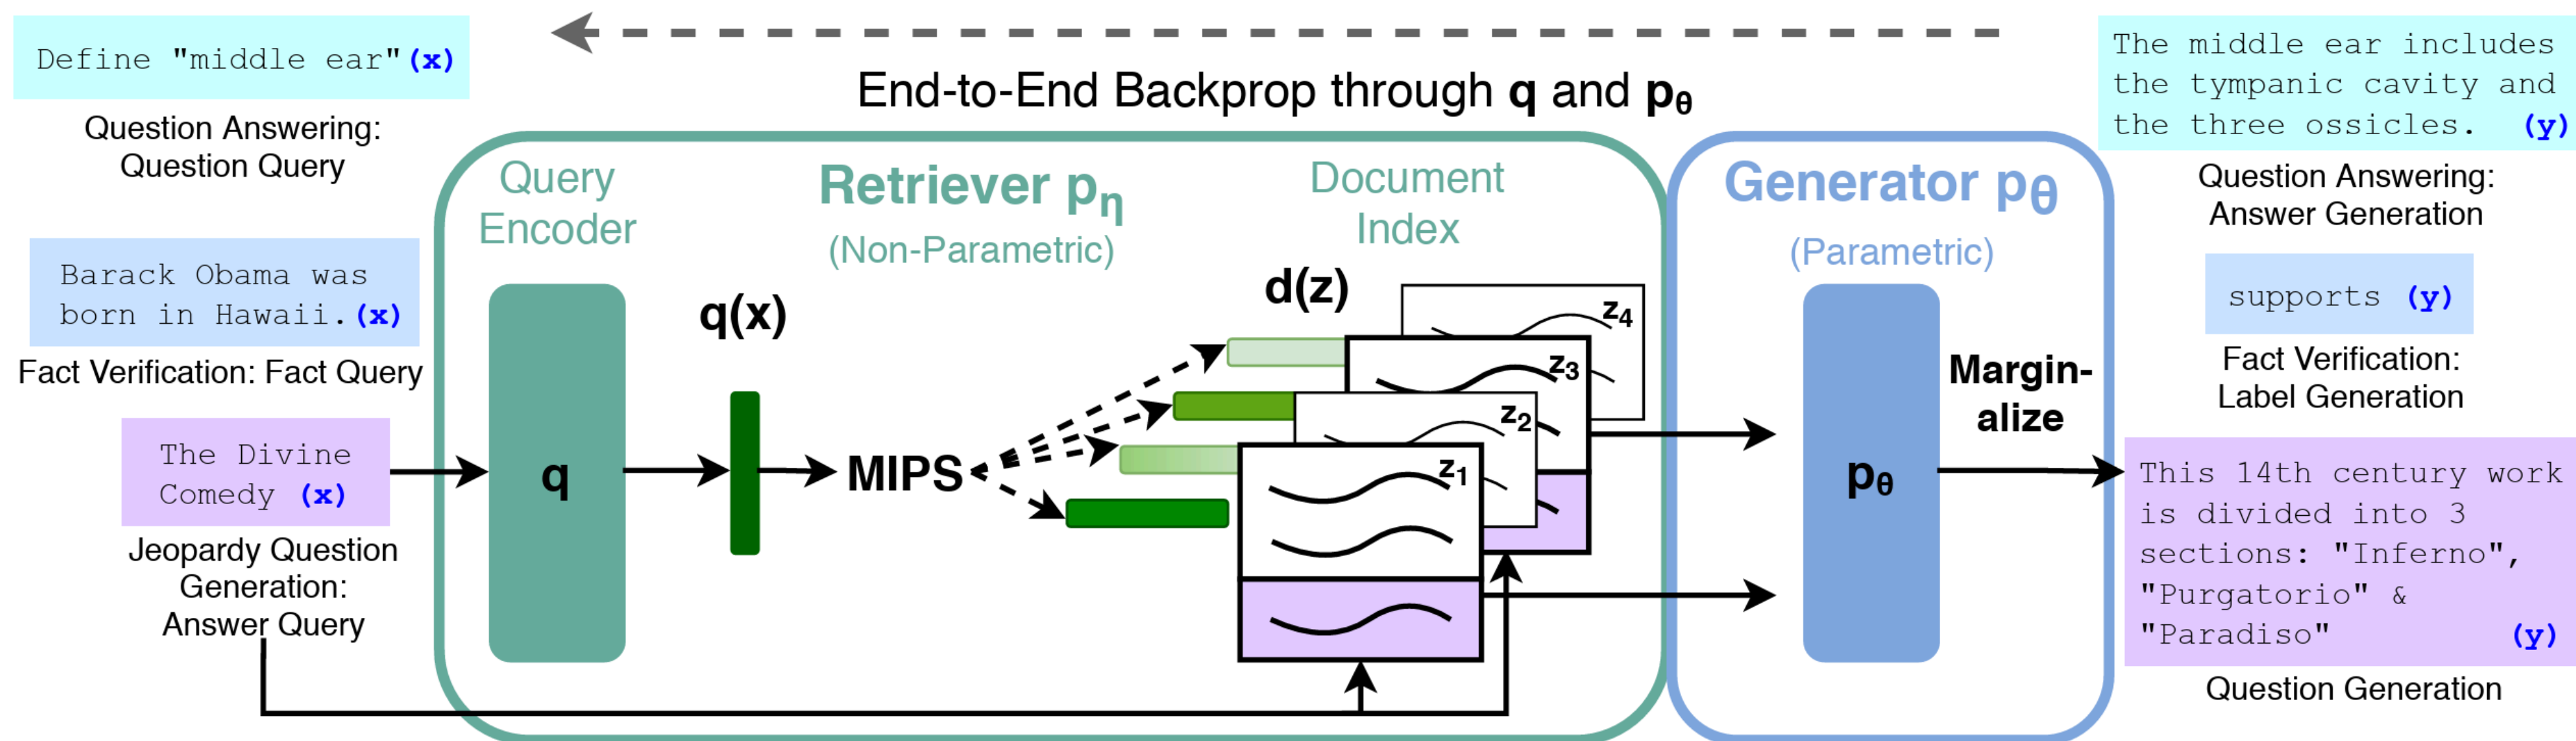 Define "middle ear"(x)
Question Answering:
Question Query
Barack Obama was
born in Hawaii.(x)
Fact Verification: Fact Query
The Divine
Comedy (x)
Jeopardy Question
Generation:
Answer Query
End-to-End Backprop through q and pθ
Query
Encoder
Retriever pη
(Non-Parametric)
Document
Index
q
q(x)
MIPS
d(z)
z4
z3
z2
z1
Generator pθ
(Parametric)
pθ
Margin-
alize
The middle ear includes
the tympanic cavity and
the three ossicles. (y)
Question Answering:
Answer Generation
supports (y)
Fact Verification:
Label Generation
This 14th century work
is divided into 3
sections: "Inferno",
"Purgatorio" &
"Paradiso" (y)
Question Generation